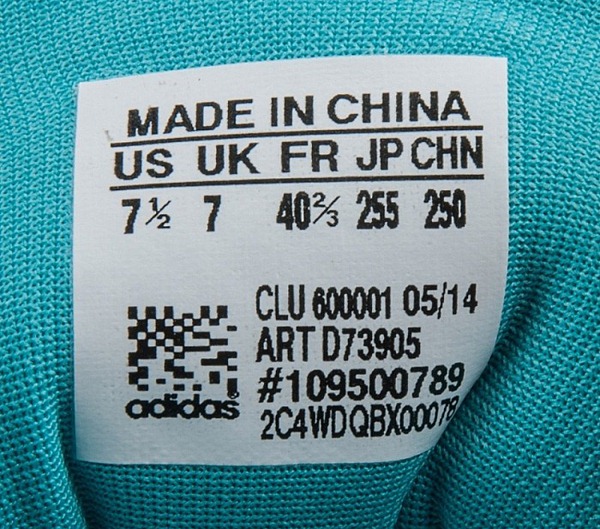 MADE IN CHINA
US UK FR JP CHN
7½ 7 40⅔ 255 250
CLU 600001 05/14
ART D73905
#109500789
adidas
2C4WDQBX00078